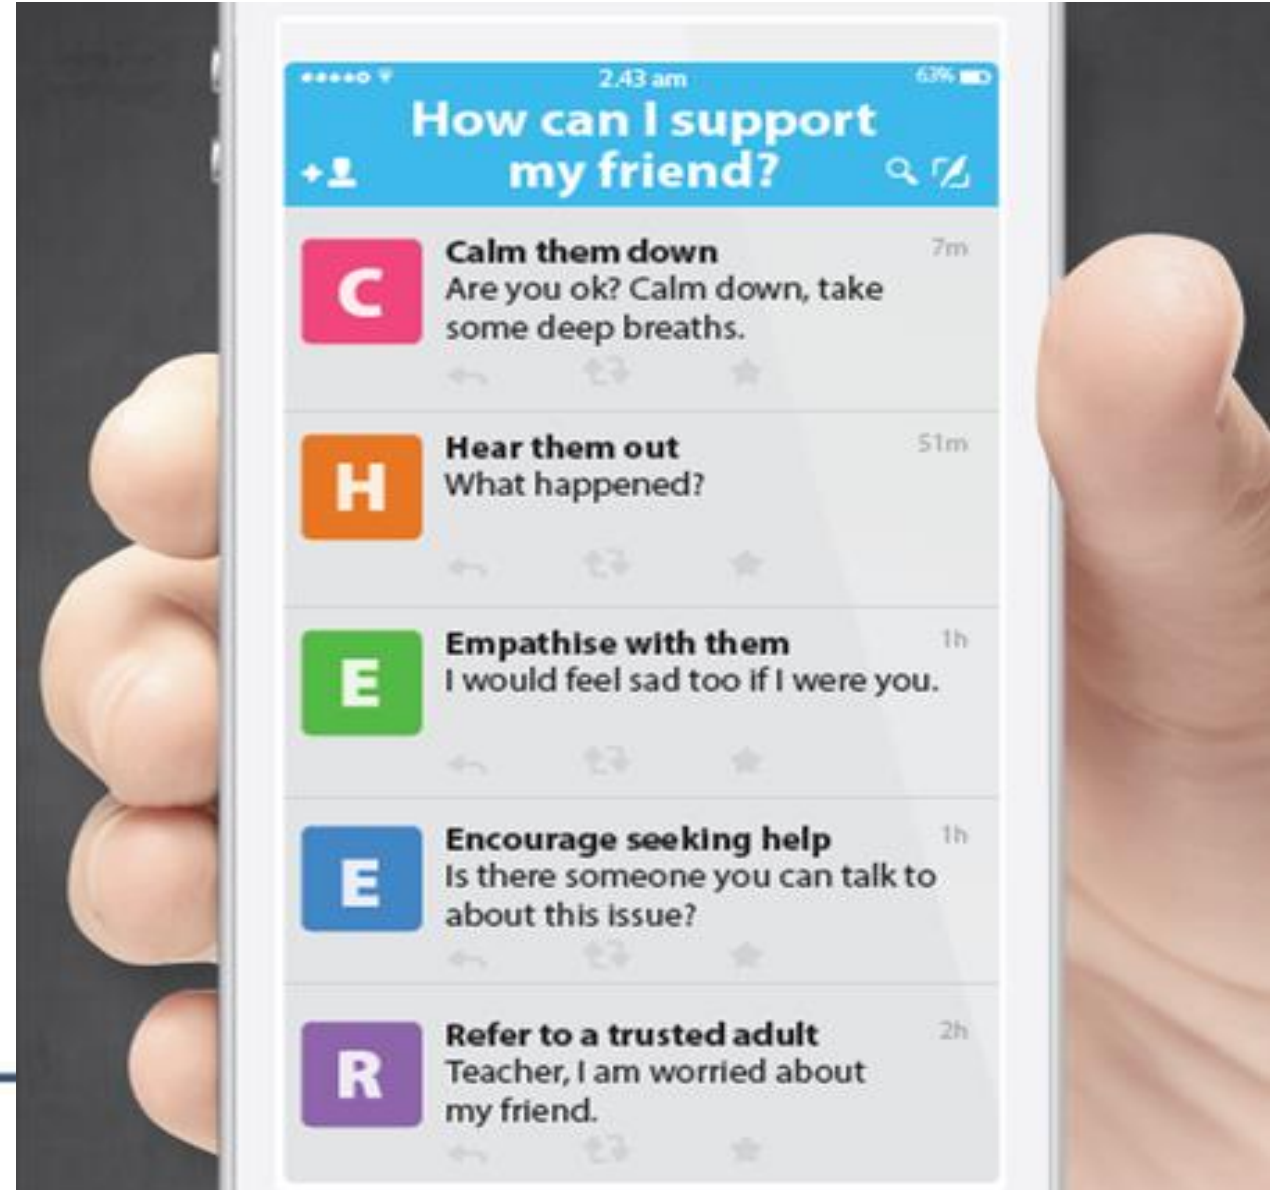 2.43 am
63%
How can I support
my friend?
C
Calm them down
7m
Are you ok? Calm down, take
some deep breaths.
H
Hear them out
51m
What happened?
E
Empathise with them
1h
I would feel sad too if I were you.
E
Encourage seeking help
1h
Is there someone you can talk to
about this issue?
R
Refer to a trusted adult
2h
Teacher, I am worried about
my friend.